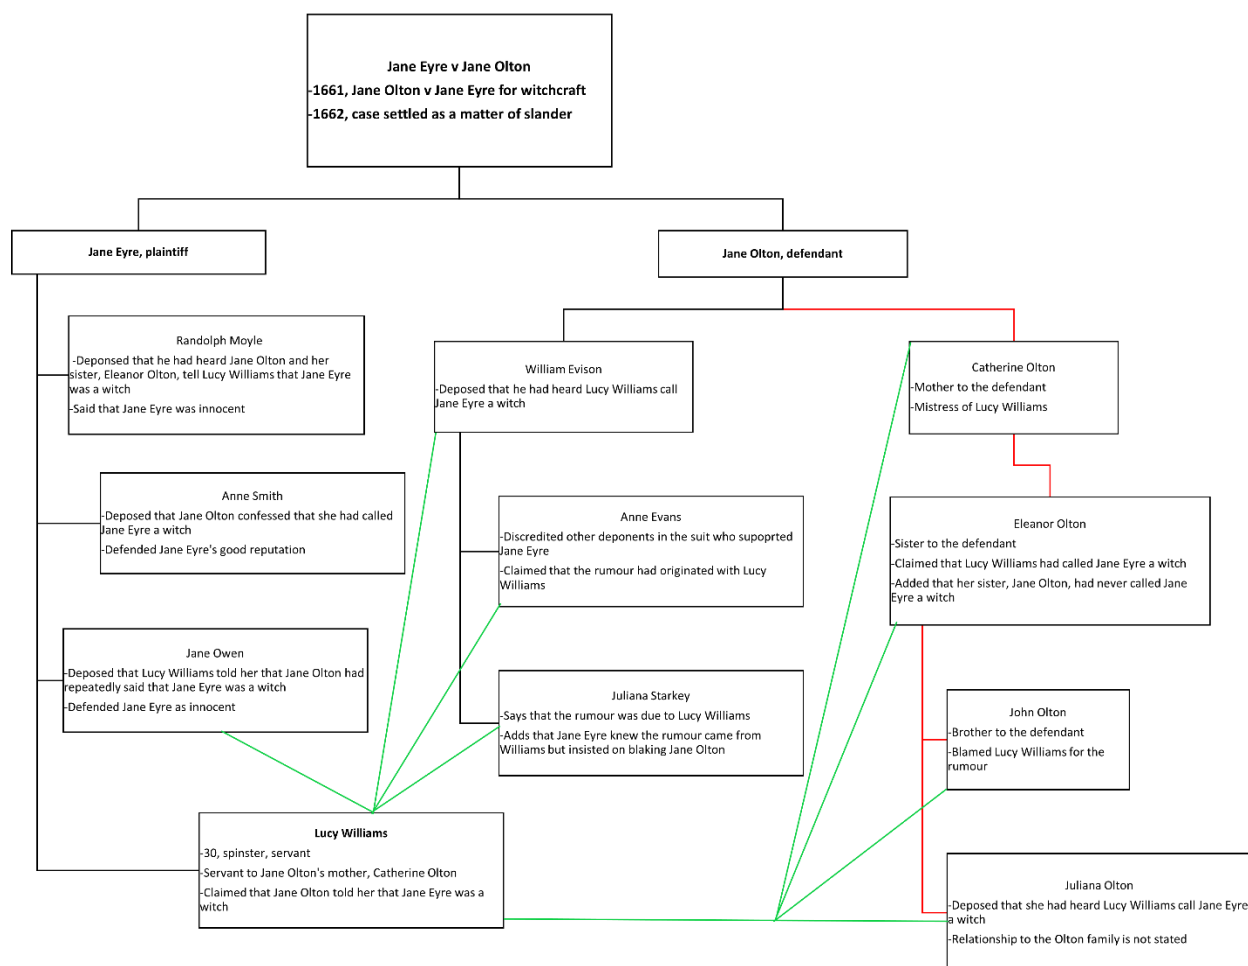 Jane Eyre v Jane Olton
-1661, Jane Olton v Jane Eyre for witchcraft
-1662, case settled as a matter of slander
Jane Eyre, plaintiff
Jane Olton, defendant
Randolph Moyle
-Deponsed that he had heard Jane Olton and her
sister, Eleanor Olton, tell Lucy Williams that Jane Eyre
was a witch
-Said that Jane Eyre was innocent
William Evison
-Deposed that he had heard Lucy Williams call
Jane Eyre a witch
Catherine Olton
-Mother to the defendant
-Mistress of Lucy Williams
Anne Smith
-Deposed that Jane Olton confessed that she had called
Jane Eyre a witch
-Defended Jane Eyre's good reputation
Anne Evans
-Discredited other deponents in the suit who supoprted
Jane Eyre
-Claimed that the rumour had originated with Lucy
Williams
Eleanor Olton
-Sister to the defendant
-Claimed that Lucy Williams had called Jane Eyre a witch
-Added that her sister, Jane Olton, had never called Jane
Eyre a witch
Jane Owen
-Deposed that Lucy Williams told her that Jane Olton had
repeatedly said that Jane Eyre was a witch
-Defended Jane Eyre as innocent
Juliana Starkey
-Says that the rumour was due to Lucy Williams
-Adds that Jane Eyre knew the rumour came from
Williams but insisted on blaking Jane Olton
John Olton
-Brother to the defendant
-Blamed Lucy Williams for the
rumour
Lucy Williams
-30, spinster, servant
-Servant to Jane Olton's mother, Catherine Olton
-Claimed that Jane Olton told her that Jane Eyre was a
witch
Juliana Olton
-Deposed that she had heard Lucy Williams call Jane Eyre
a witch
-Relationship to the Olton family is not stated